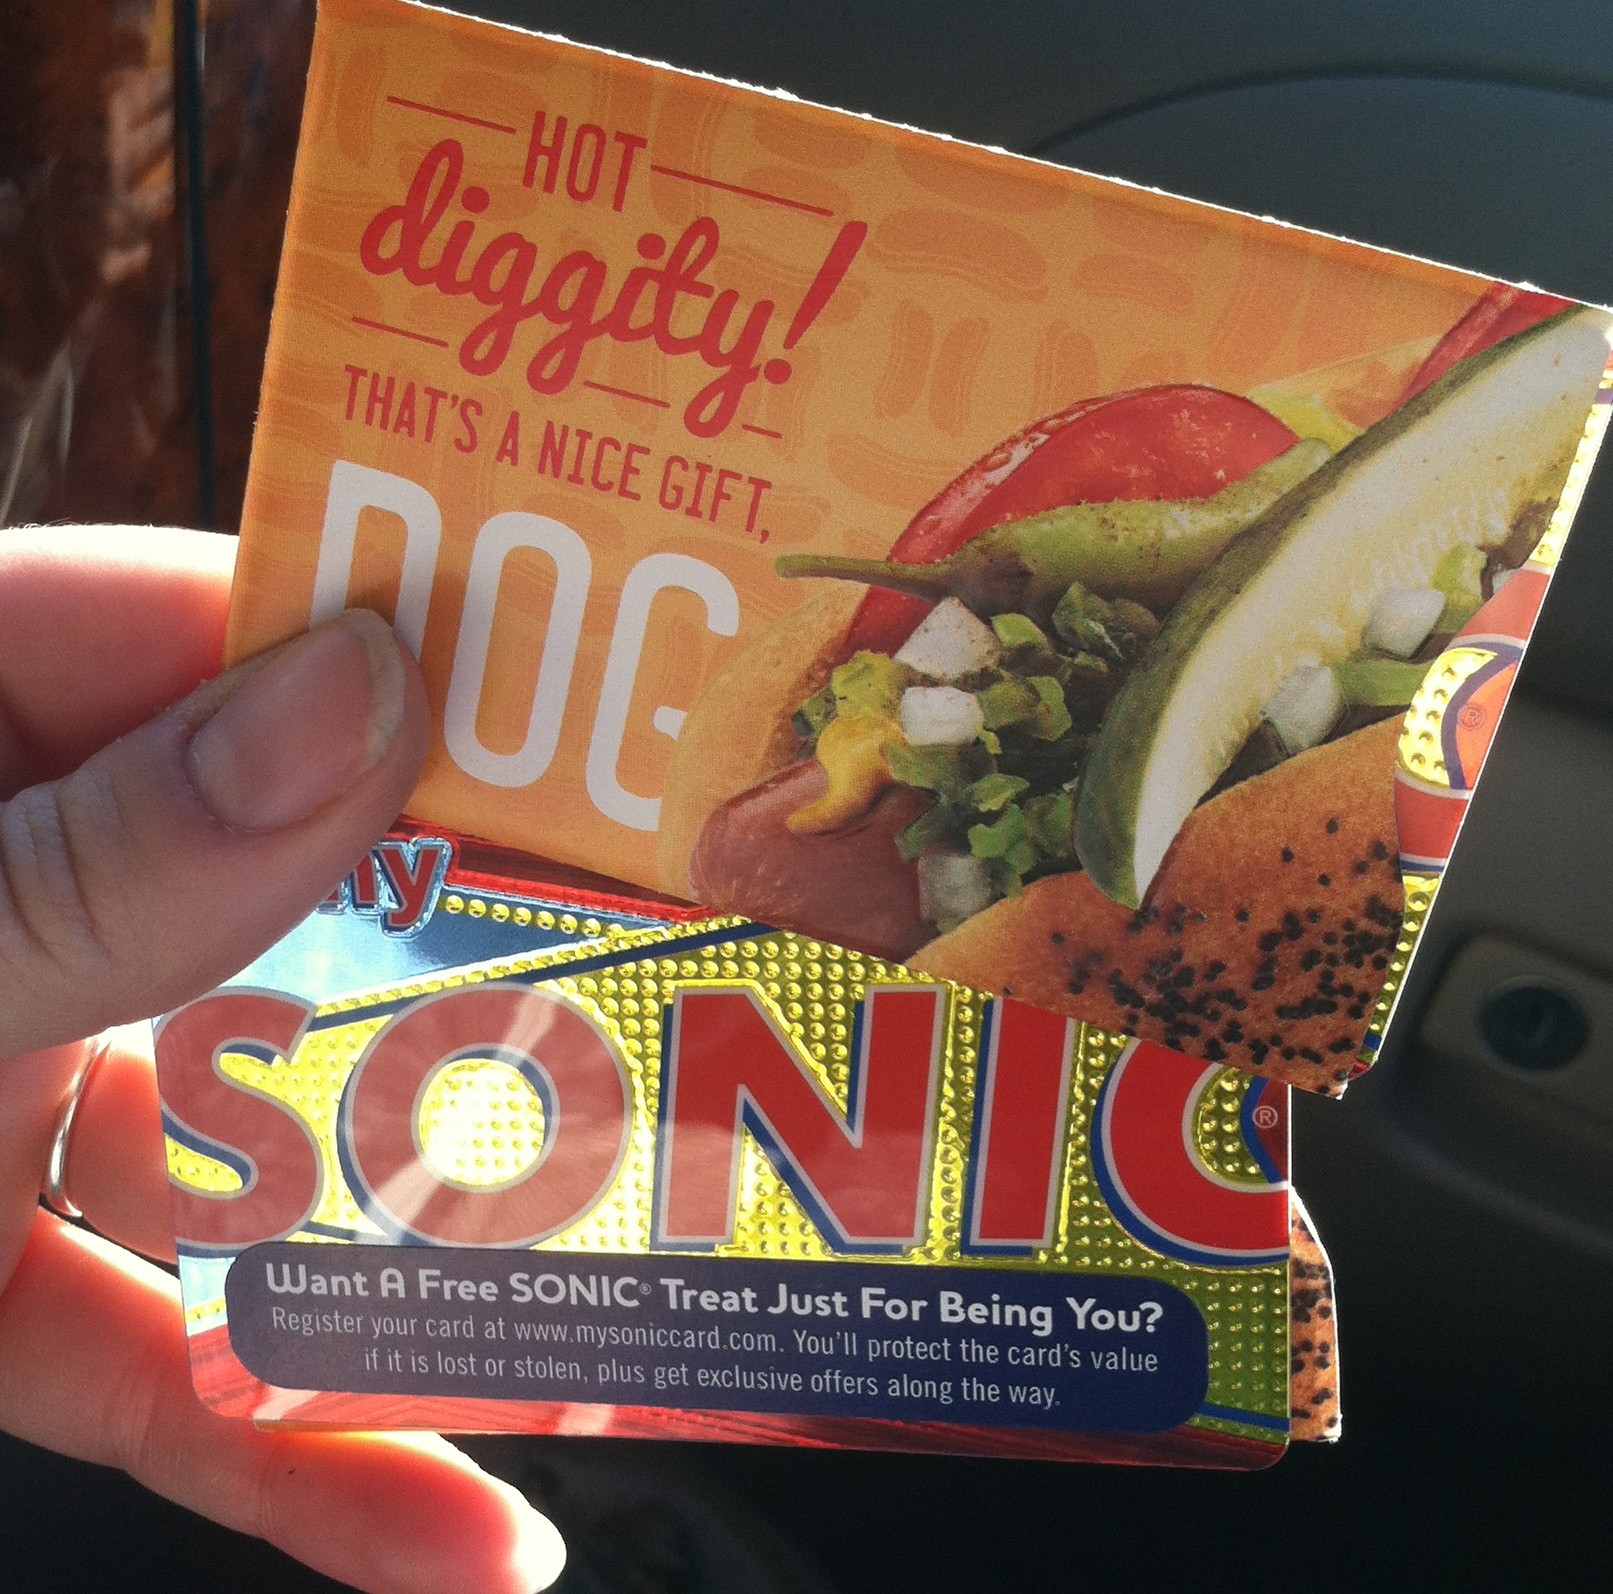 HOT
diggity!
THAT'S A NICE GIFT,
DOG
my
SONIC®
Want A Free SONIC® Treat Just For Being You?
Register your card at www.mysoniccard.com. You'll protect the card's value
if it is lost or stolen, plus get exclusive offers along the way.
®